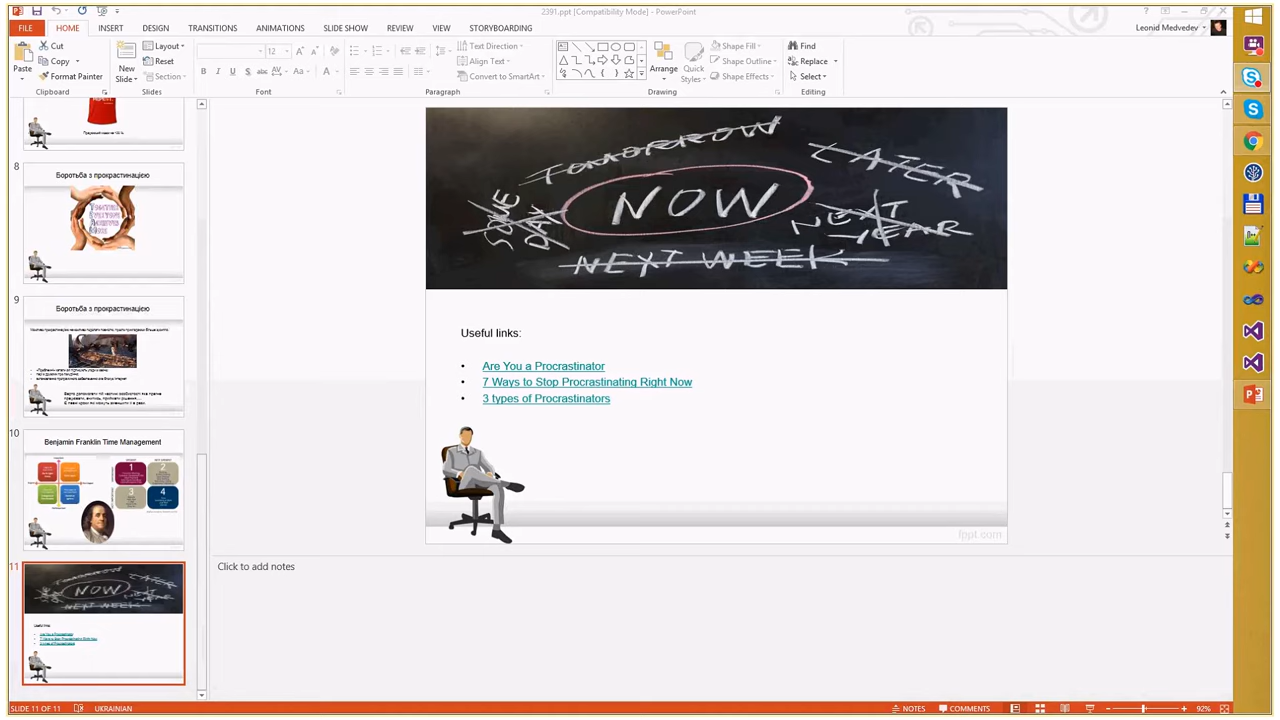 2391.ppt [Compatibility Mode] - PowerPoint
FILE
HOME
INSERT
DESIGN
TRANSITIONS
ANIMATIONS
SLIDE SHOW
REVIEW
VIEW
STORYBOARDING
Leonid Medvedev
Paste
Cut
Copy
Format Painter
Clipboard
New
Slide
Layout
Reset
Section
Slides
12
Font
Text Direction
Align Text
Convert to SmartArt
Paragraph
Arrange
Quick
Styles
Shape Fill
Shape Outline
Shape Effects
Drawing
Find
Replace
Select
Editing
8
Боротьба з прокрастинацією
9
Боротьба з прокрастинацією
10
Benjamin Franklin Time Management
1
2
3
4
11
TOMORROW
LATER
NOW
SOME
DAY
NEXT
YEAR
NEXT WEEK
Useful links:
• Are You a Procrastinator
• 7 Ways to Stop Procrastinating Right Now
• 3 types of Procrastinators
fppt.com
Click to add notes
SLIDE 11 OF 11
UKRAINIAN
NOTES
COMMENTS
92%